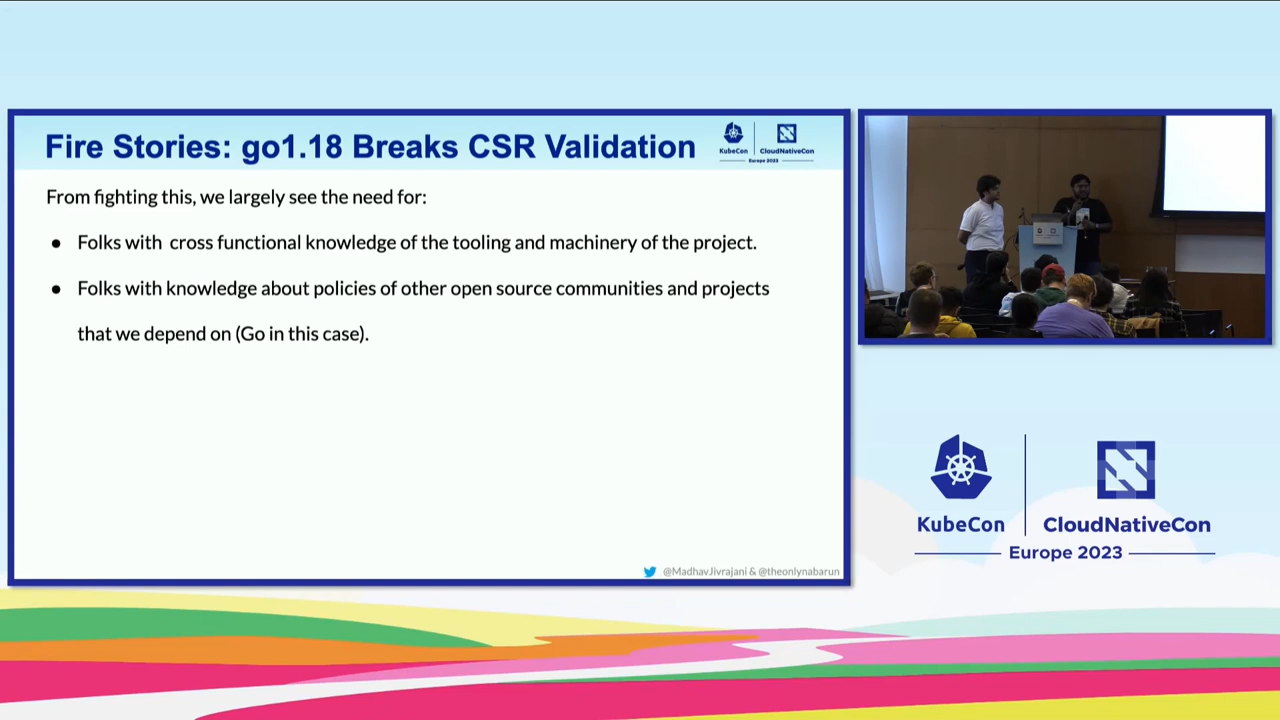 Fire Stories: go1.18 Breaks CSR Validation
KubeCon
CloudNativeCon
Europe 2023
From fighting this, we largely see the need for:
● Folks with cross functional knowledge of the tooling and machinery of the project.
● Folks with knowledge about policies of other open source communities and projects
that we depend on (Go in this case).
@MadhavJivrajani & @theonlynabarun
KubeCon
CloudNativeCon
Europe 2023